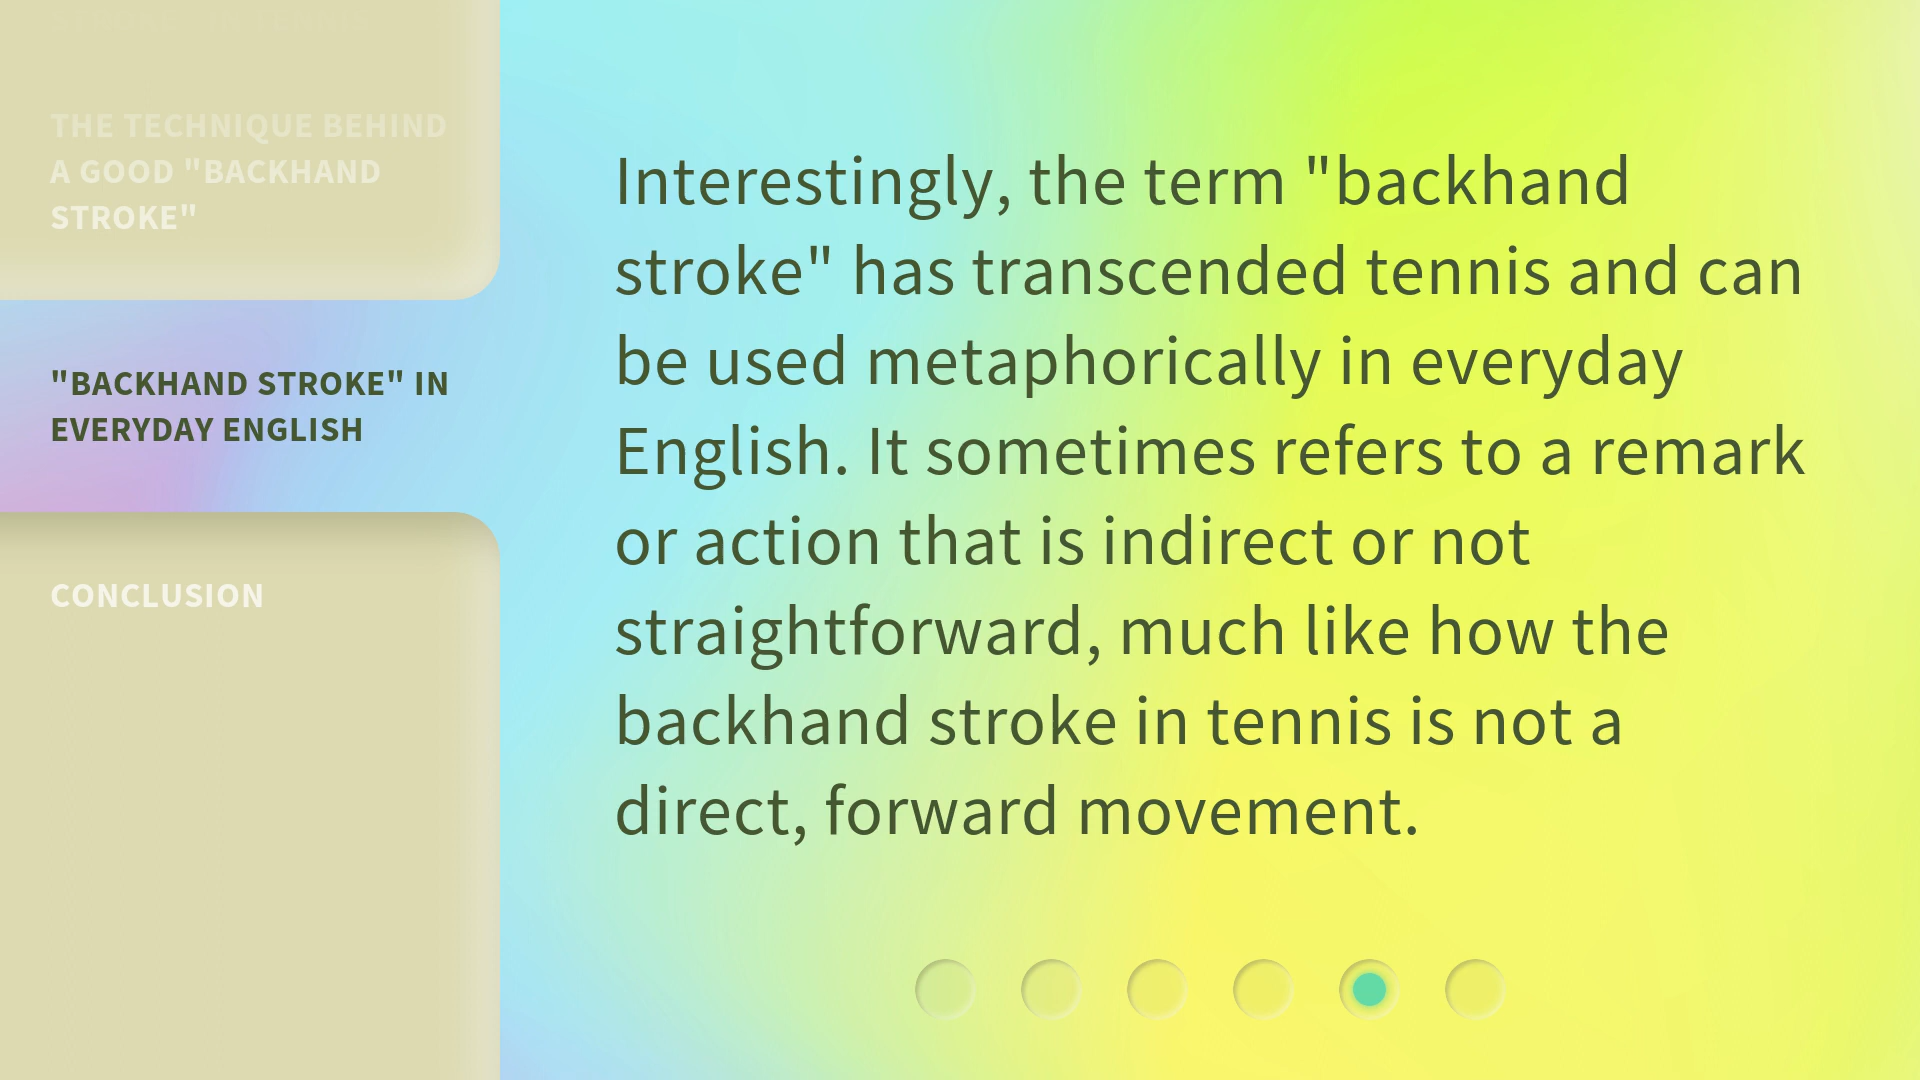 THE TECHNIQUE BEHIND
A GOOD "BACKHAND
STROKE"
"BACKHAND STROKE" IN
EVERYDAY ENGLISH
CONCLUSION
Interestingly, the term "backhand
stroke" has transcended tennis and can
be used metaphorically in everyday
English. It sometimes refers to a remark
or action that is indirect or not
straightforward, much like how the
backhand stroke in tennis is not a
direct, forward movement.